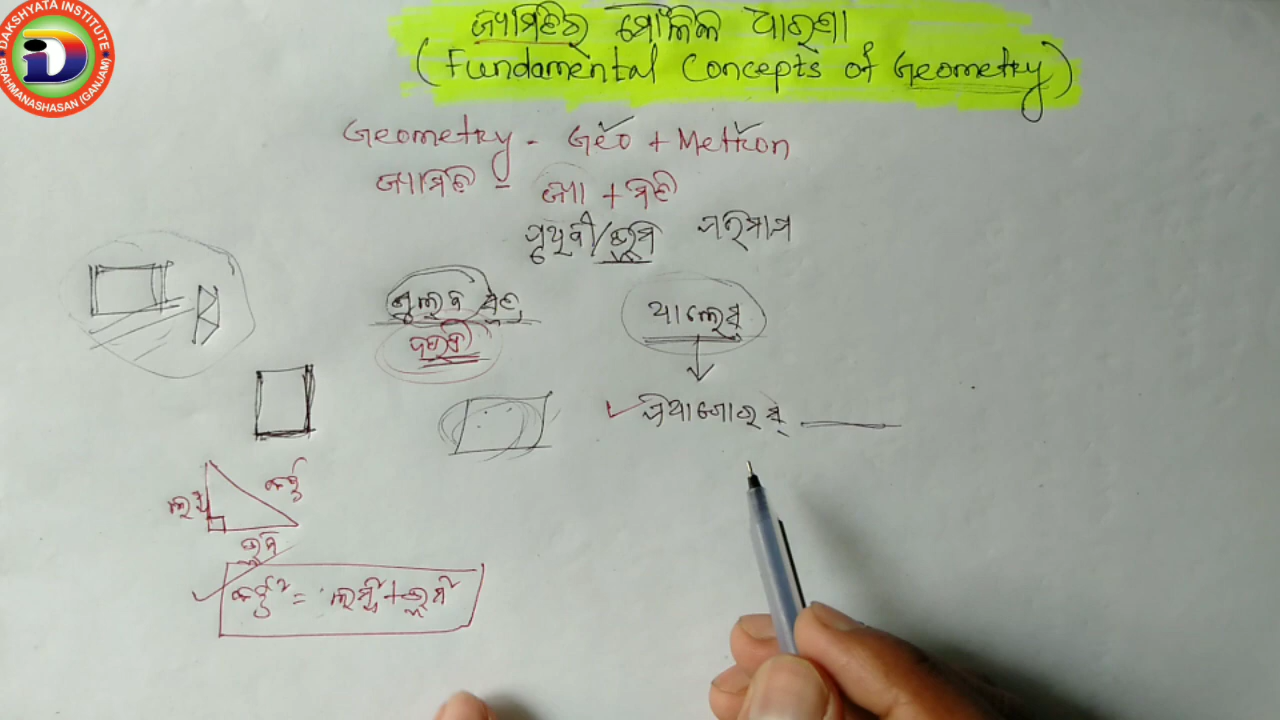 DAKSHYATA INSTITUTE
BRAHMANASHASAN (GANJAM)
ଜ୍ୟାମିତିର ମୌଳିକ ଧାରଣା
(Fundamental Concepts of Geometry)
Geometry - Geo + Metron
ଜ୍ୟାମିତି - ଜ୍ୟା + ମିତି
ପୃଥିବୀ/ଭୂମି ପରିମାପ
ଶୁଲ୍‌ବ ସୂତ୍ର ଥାଲେସ୍
ପିଥାଗୋରସ୍
ଲମ୍ବ କର୍ଣ୍ଣ
ଭୂମି
କର୍ଣ୍ଣ² = ଲମ୍ବ² + ଭୂମି²